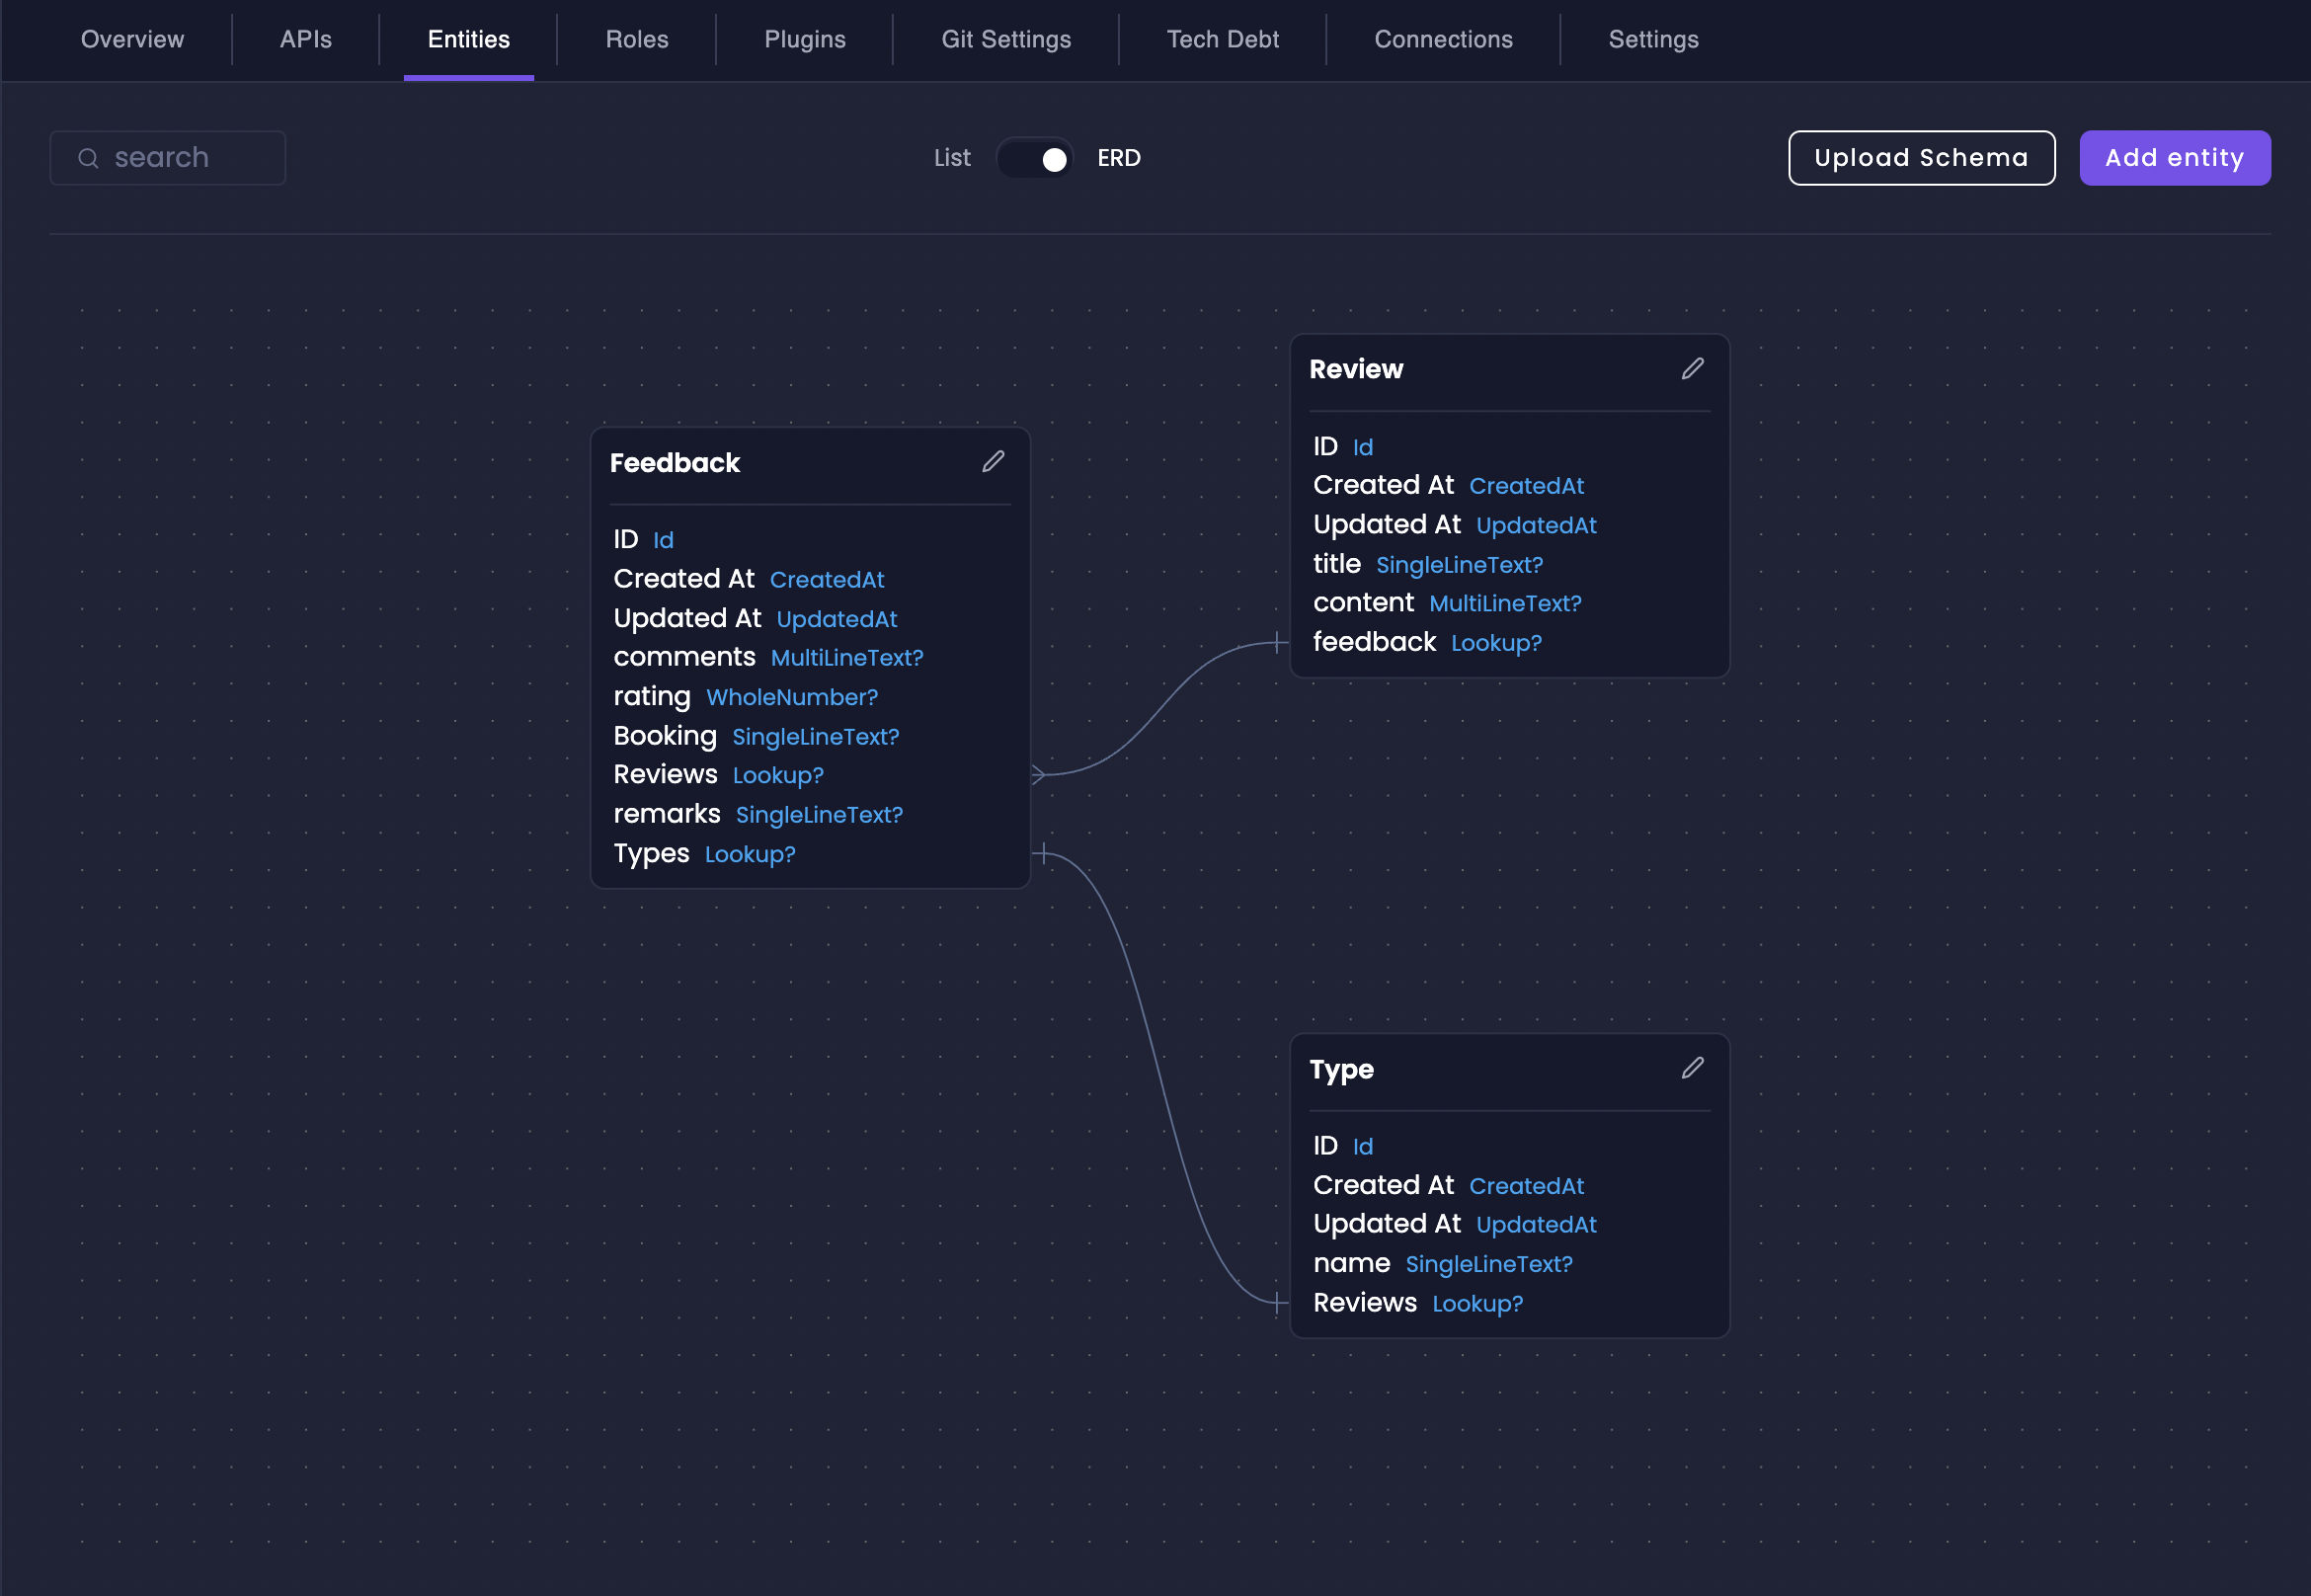 Overview APIs Entities Roles Plugins Git Settings Tech Debt Connections Settings
search List ERD Upload Schema Add entity
Feedback
ID Id
Created At CreatedAt
Updated At UpdatedAt
comments MultiLineText?
rating WholeNumber?
Booking SingleLineText?
Reviews Lookup?
remarks SingleLineText?
Types Lookup?
Review
ID Id
Created At CreatedAt
Updated At UpdatedAt
title SingleLineText?
content MultiLineText?
feedback Lookup?
Type
ID Id
Created At CreatedAt
Updated At UpdatedAt
name SingleLineText?
Reviews Lookup?